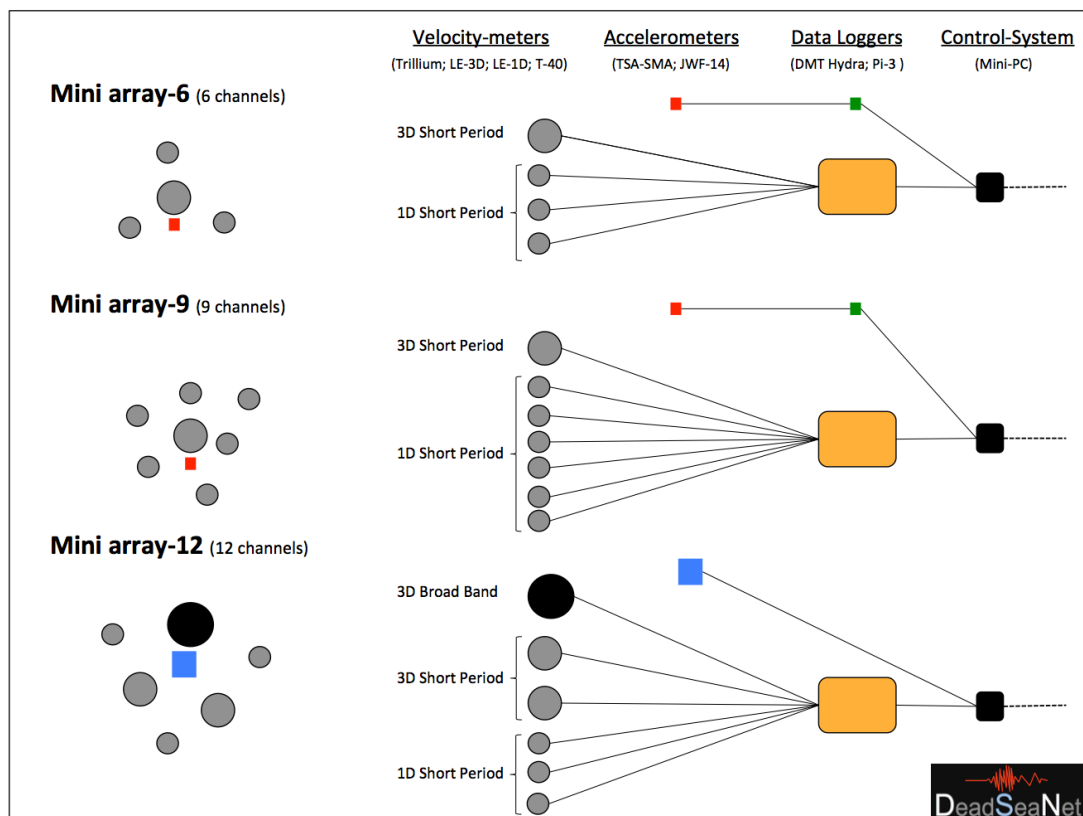 Velocity-meters Accelerometers Data Loggers Control-System
(Trillium; LE-3D; LE-1D; T-40) (TSA-SMA; JWF-14) (DMT Hydra; Pi-3 ) (Mini-PC)
Mini array-6 (6 channels)
3D Short Period
1D Short Period
Mini array-9 (9 channels)
3D Short Period
1D Short Period
Mini array-12 (12 channels)
3D Broad Band
3D Short Period
1D Short Period
DeadSeaNet